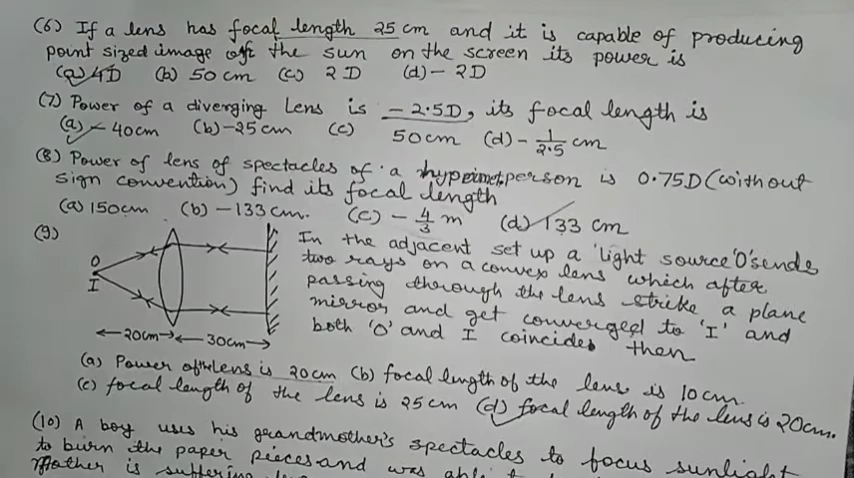 (6) If a lens has focal length 25 cm and it is capable of producing
point sized image of the sun on the screen its power is
(a) 4D (b) 50 cm (c) 2 D (d) - 2D
(7) Power of a diverging Lens is - 2.5D, its focal length is
(a) - 40cm (b) -25 cm (c) 50cm (d) - 1/2.5 cm
(8) Power of lens of spectacles of a person is 0.75D (without
sign convention) find its focal length
(a) 150cm (b) - 133 cm. (c) - 4/3 m (d) 133 cm
(9) In the adjacent set up a 'light source 'O' sends
two rays on a convex lens which after
passing through the lens strike a plane
mirror and get converged to 'I' and
both 'O' and I coincides then
O
I
20cm 30cm
(a) Power of the lens is 20cm (b) focal length of the lens is 10cm.
(c) focal length of the lens is 25 cm (d) focal length of the lens is 20cm.
(10) A boy uses his grandmother's spectacles to focus sunlight
to burn the paper pieces and was able
Mother is